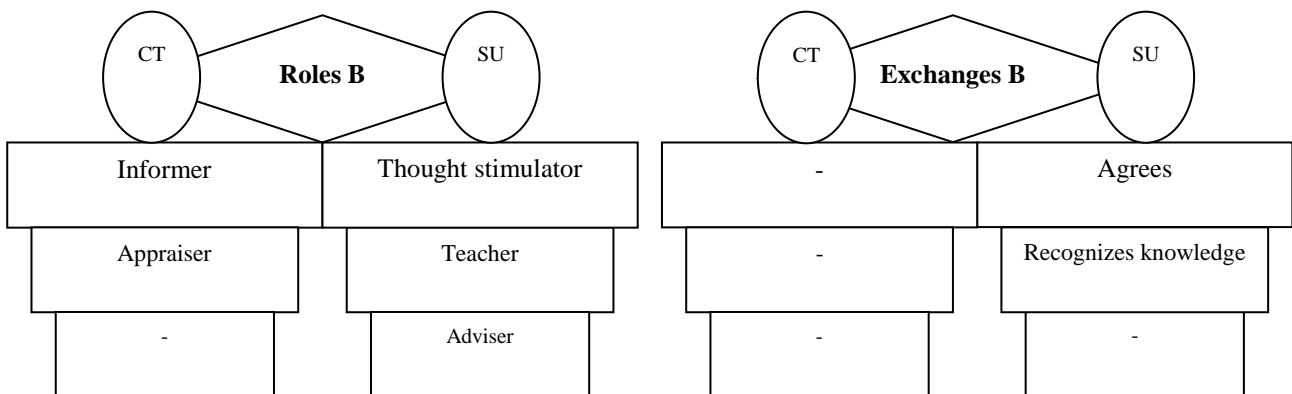 CT
Roles B
SU
Informer
Thought stimulator
Appraiser
Teacher
-
Adviser
CT
Exchanges B
SU
-
Agrees
-
Recognizes knowledge
-
-